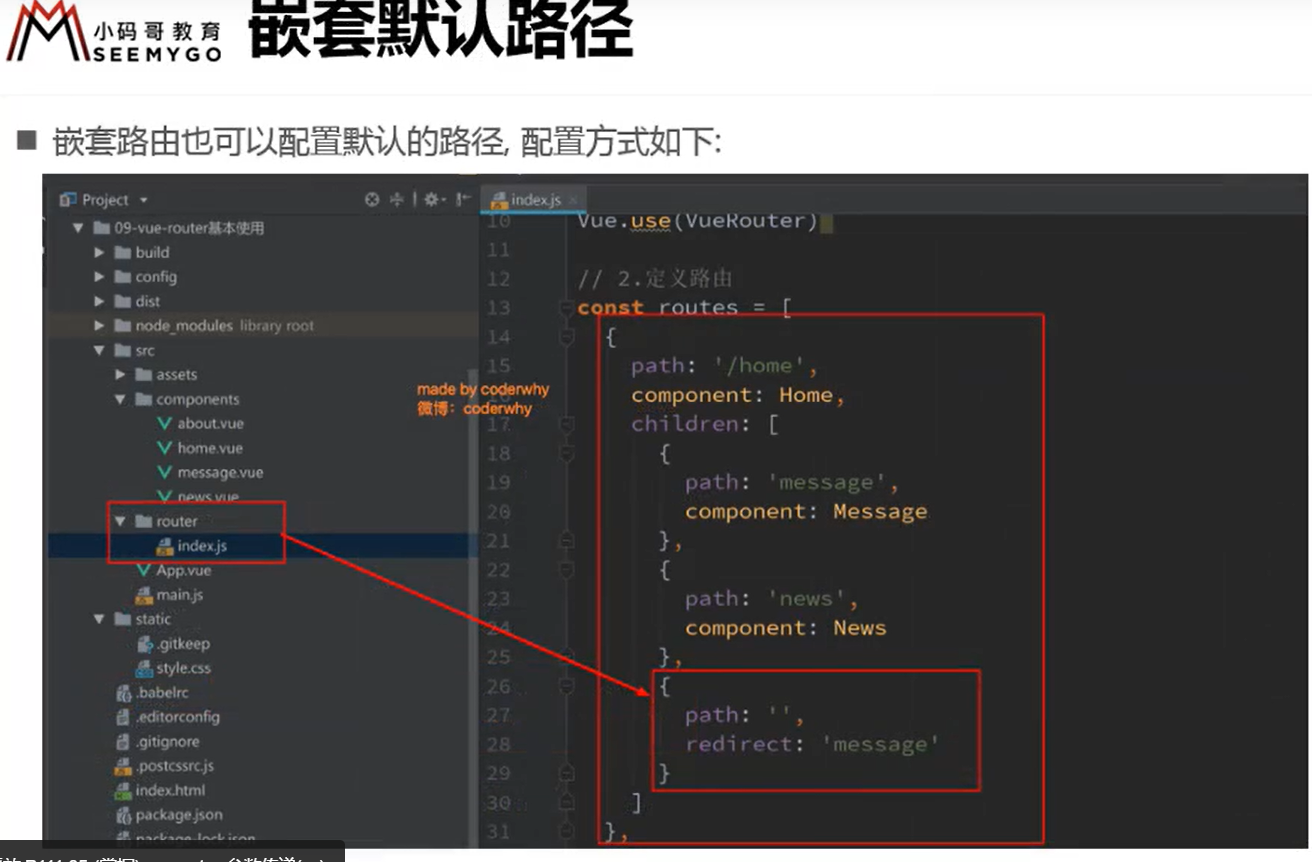 小码哥教育
SEEMYGO
嵌套默认路径
嵌套路由也可以配置默认的路径, 配置方式如下:
Project
09-vue-router基本使用
build
config
dist
node_modules library root
src
assets
components
about.vue
home.vue
message.vue
news.vue
router
index.js
App.vue
main.js
static
.gitkeep
style.css
.babelrc
.editorconfig
.gitignore
.postcssrc.js
index.html
package.json
package-lock.json
made by coderwhy
微博：coderwhy
index.js
10 Vue.use(VueRouter)
11
12 // 2.定义路由
13 const routes = [
14 {
15 path: '/home',
component: Home,
17 children: [
18 {
19 path: 'message',
20 component: Message
21 },
22 {
23 path: 'news',
24 component: News
25 },
26 {
27 path: '',
28 redirect: 'message'
29 }
30 ]
31 },